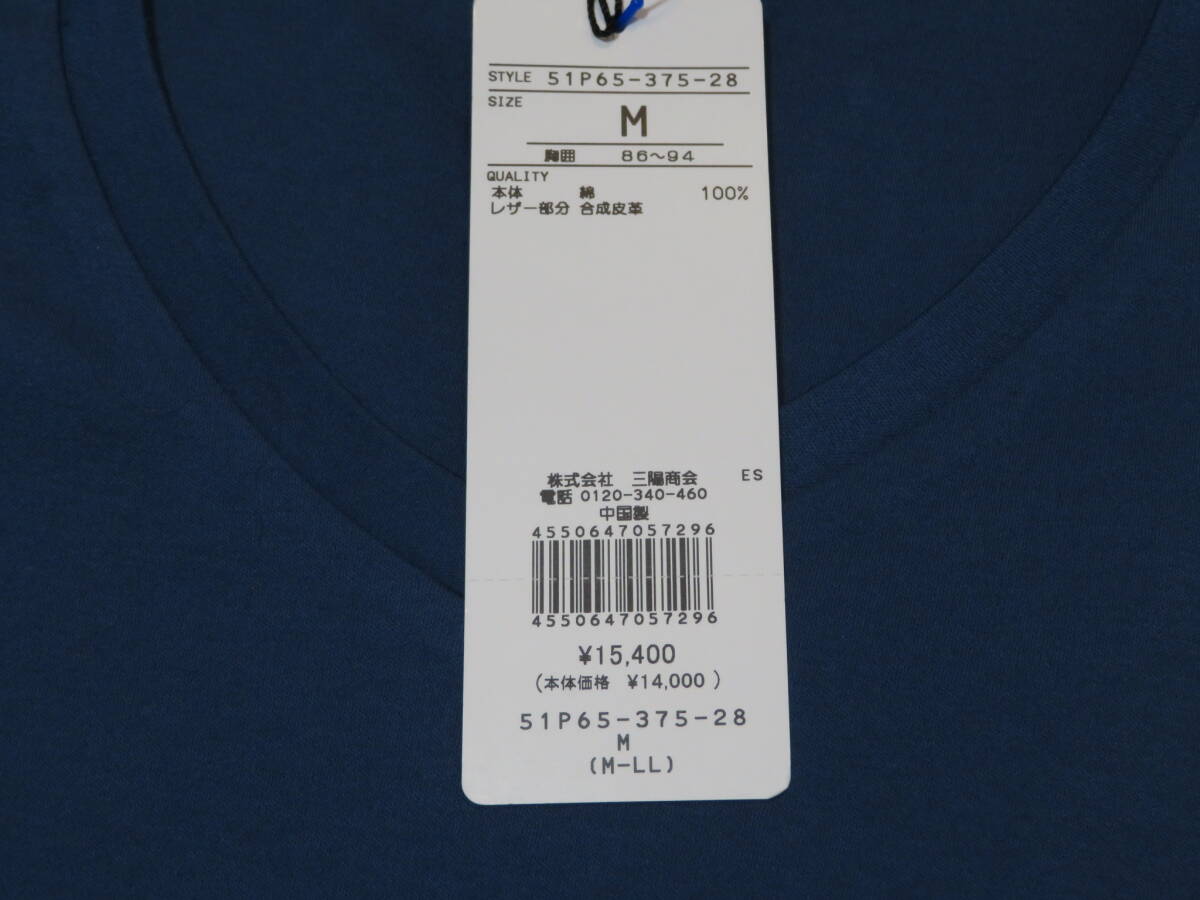 STYLE 51P65-375-28
SIZE
M
胸囲 86~94
QUALITY
本体 綿 100%
レザー部分 合成皮革
株式会社 三陽商会 ES
電話 0120-340-460
中国製
4550647057296
4550647057296
¥15,400
(本体価格 ¥14,000 )
51P65-375-28
M
(M-LL)